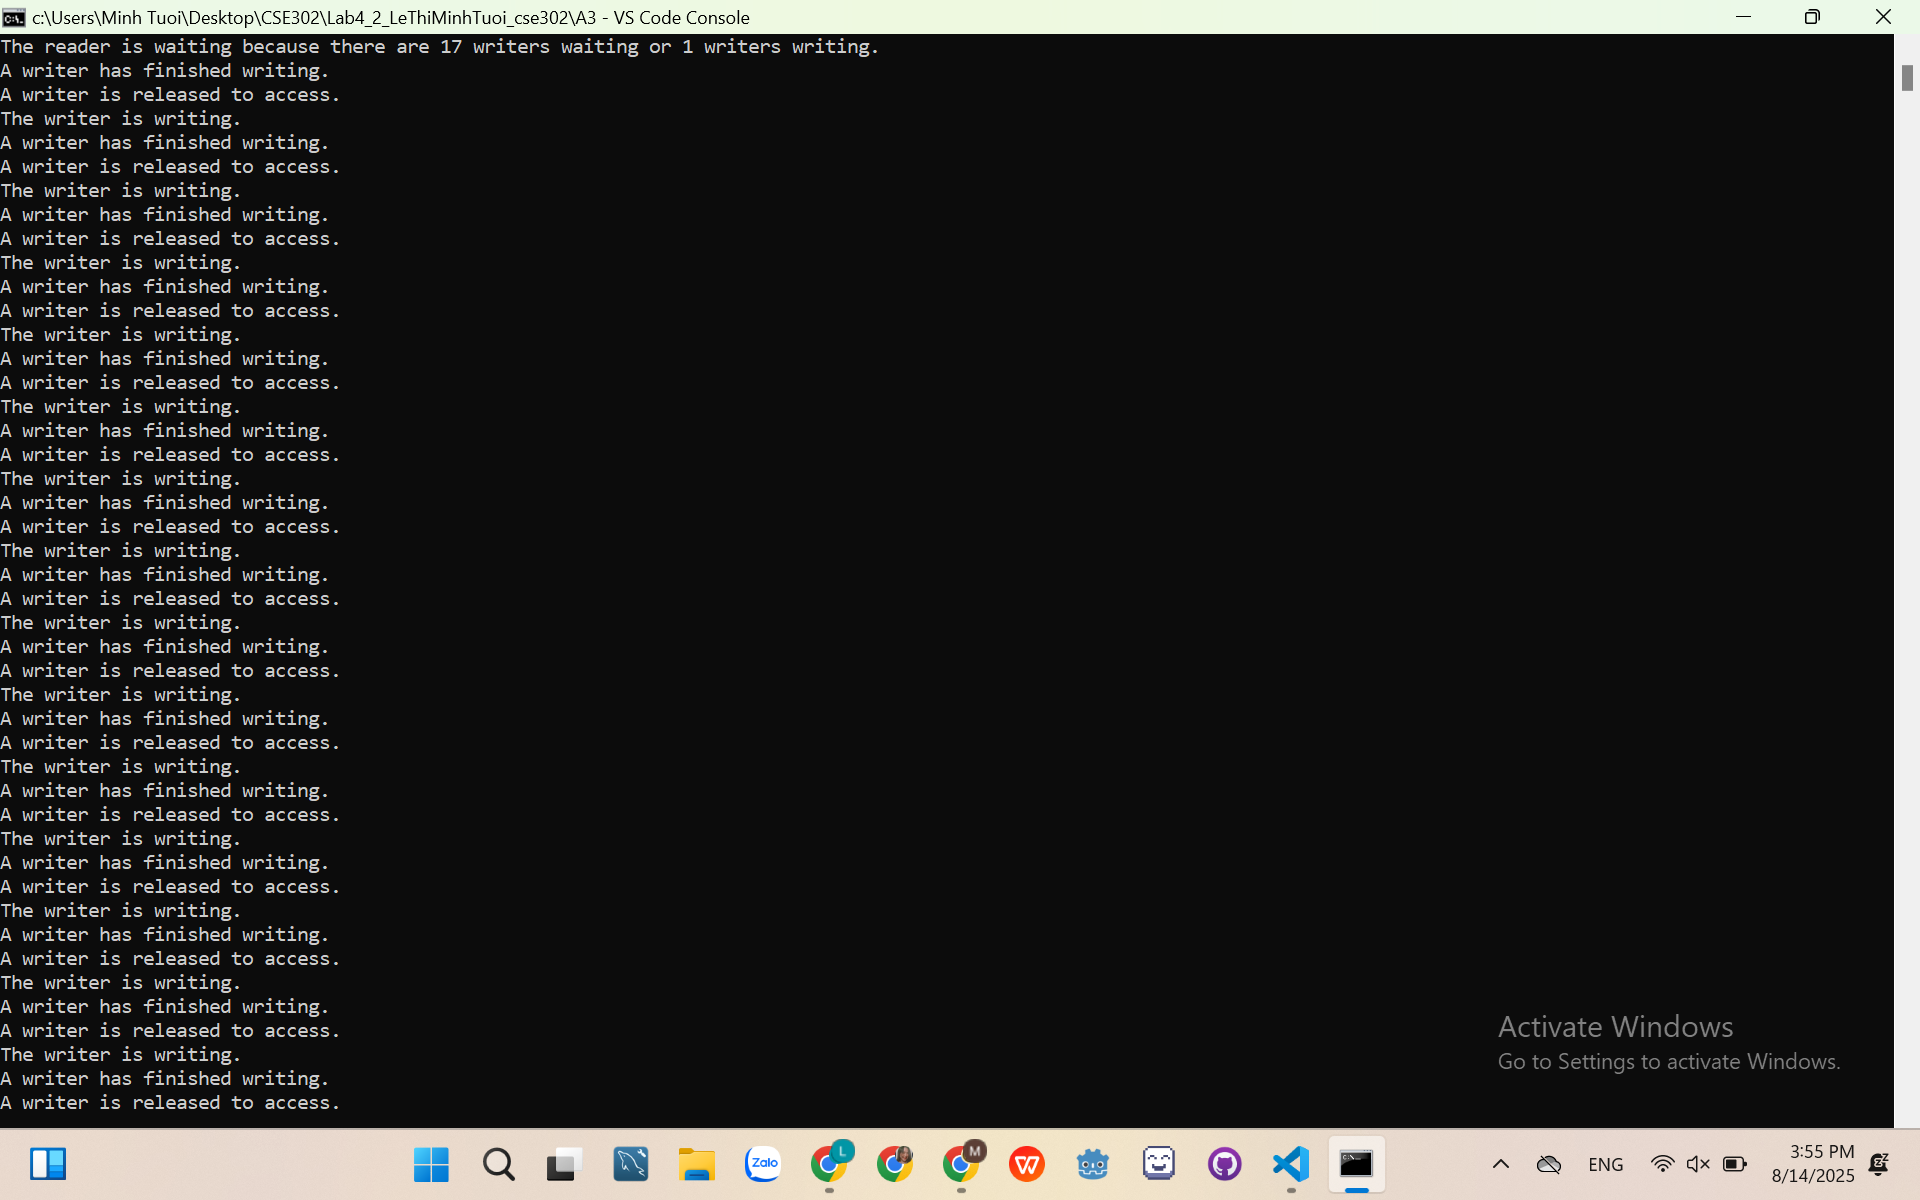 c:\Users\Minh Tuoi\Desktop\CSE302\Lab4_2_LeThiMinhTuoi_cse302\A3 - VS Code Console
The reader is waiting because there are 17 writers waiting or 1 writers writing.
A writer has finished writing.
A writer is released to access.
The writer is writing.
A writer has finished writing.
A writer is released to access.
The writer is writing.
A writer has finished writing.
A writer is released to access.
The writer is writing.
A writer has finished writing.
A writer is released to access.
The writer is writing.
A writer has finished writing.
A writer is released to access.
The writer is writing.
A writer has finished writing.
A writer is released to access.
The writer is writing.
A writer has finished writing.
A writer is released to access.
The writer is writing.
A writer has finished writing.
A writer is released to access.
The writer is writing.
A writer has finished writing.
A writer is released to access.
The writer is writing.
A writer has finished writing.
A writer is released to access.
The writer is writing.
A writer has finished writing.
A writer is released to access.
The writer is writing.
A writer has finished writing.
A writer is released to access.
The writer is writing.
A writer has finished writing.
A writer is released to access.
The writer is writing.
A writer has finished writing.
A writer is released to access.
The writer is writing.
A writer has finished writing.
A writer is released to access.
Activate Windows
Go to Settings to activate Windows.
Zalo
L
M
W
ENG
3:55 PM
8/14/2025